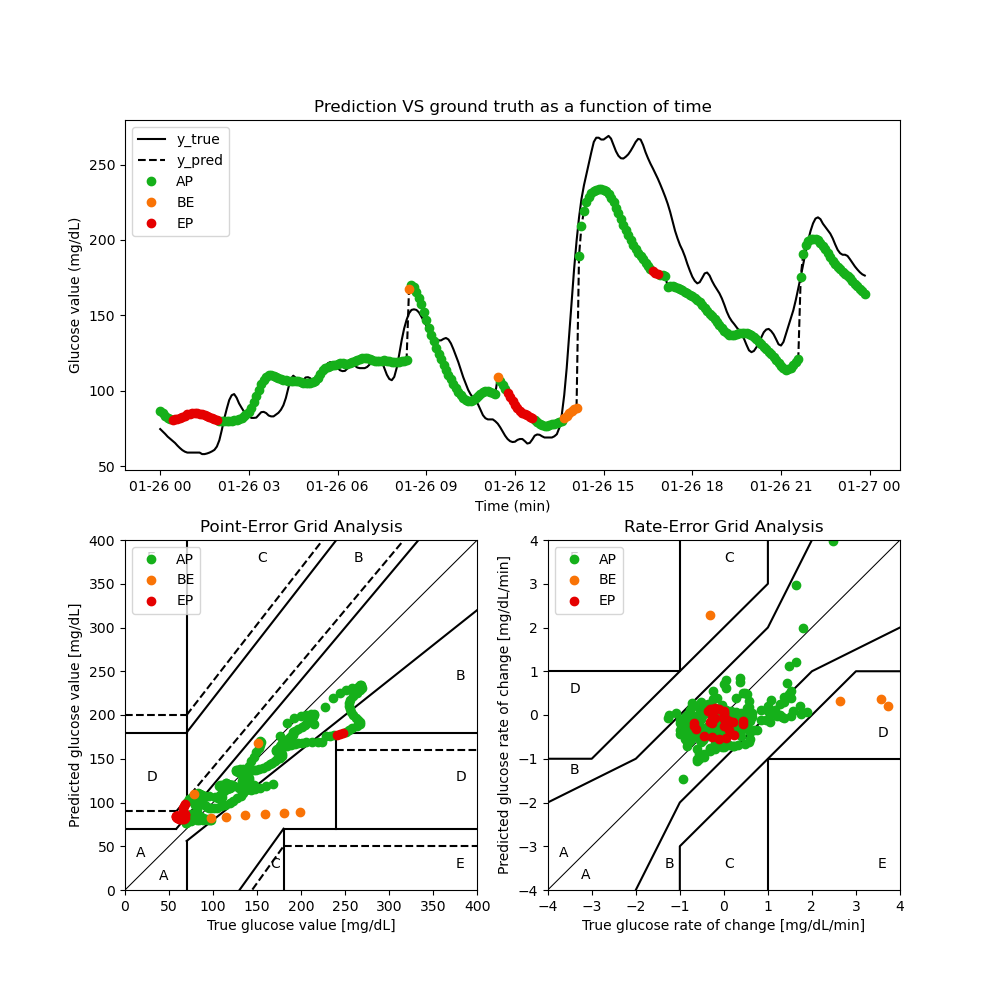 Prediction VS ground truth as a function of time
Glucose value (mg/dL)
250
200
150
100
50
y_true
y_pred
AP
BE
EP
01-26 00 01-26 03 01-26 06 01-26 09 01-26 12 01-26 15 01-26 18 01-26 21 01-27 00
Time (min)
Point-Error Grid Analysis
Predicted glucose value [mg/dL]
400
350
300
250
200
150
100
50
0
AP
BE
EP
C B
B
D D
A
A
C E
0 50 100 150 200 250 300 350 400
True glucose value [mg/dL]
Rate-Error Grid Analysis
Predicted glucose rate of change [mg/dL/min]
4
3
2
1
0
−1
−2
−3
−4
AP
BE
EP
C
D
D
B
A
A
B C E
−4 −3 −2 −1 0 1 2 3 4
True glucose rate of change [mg/dL/min]